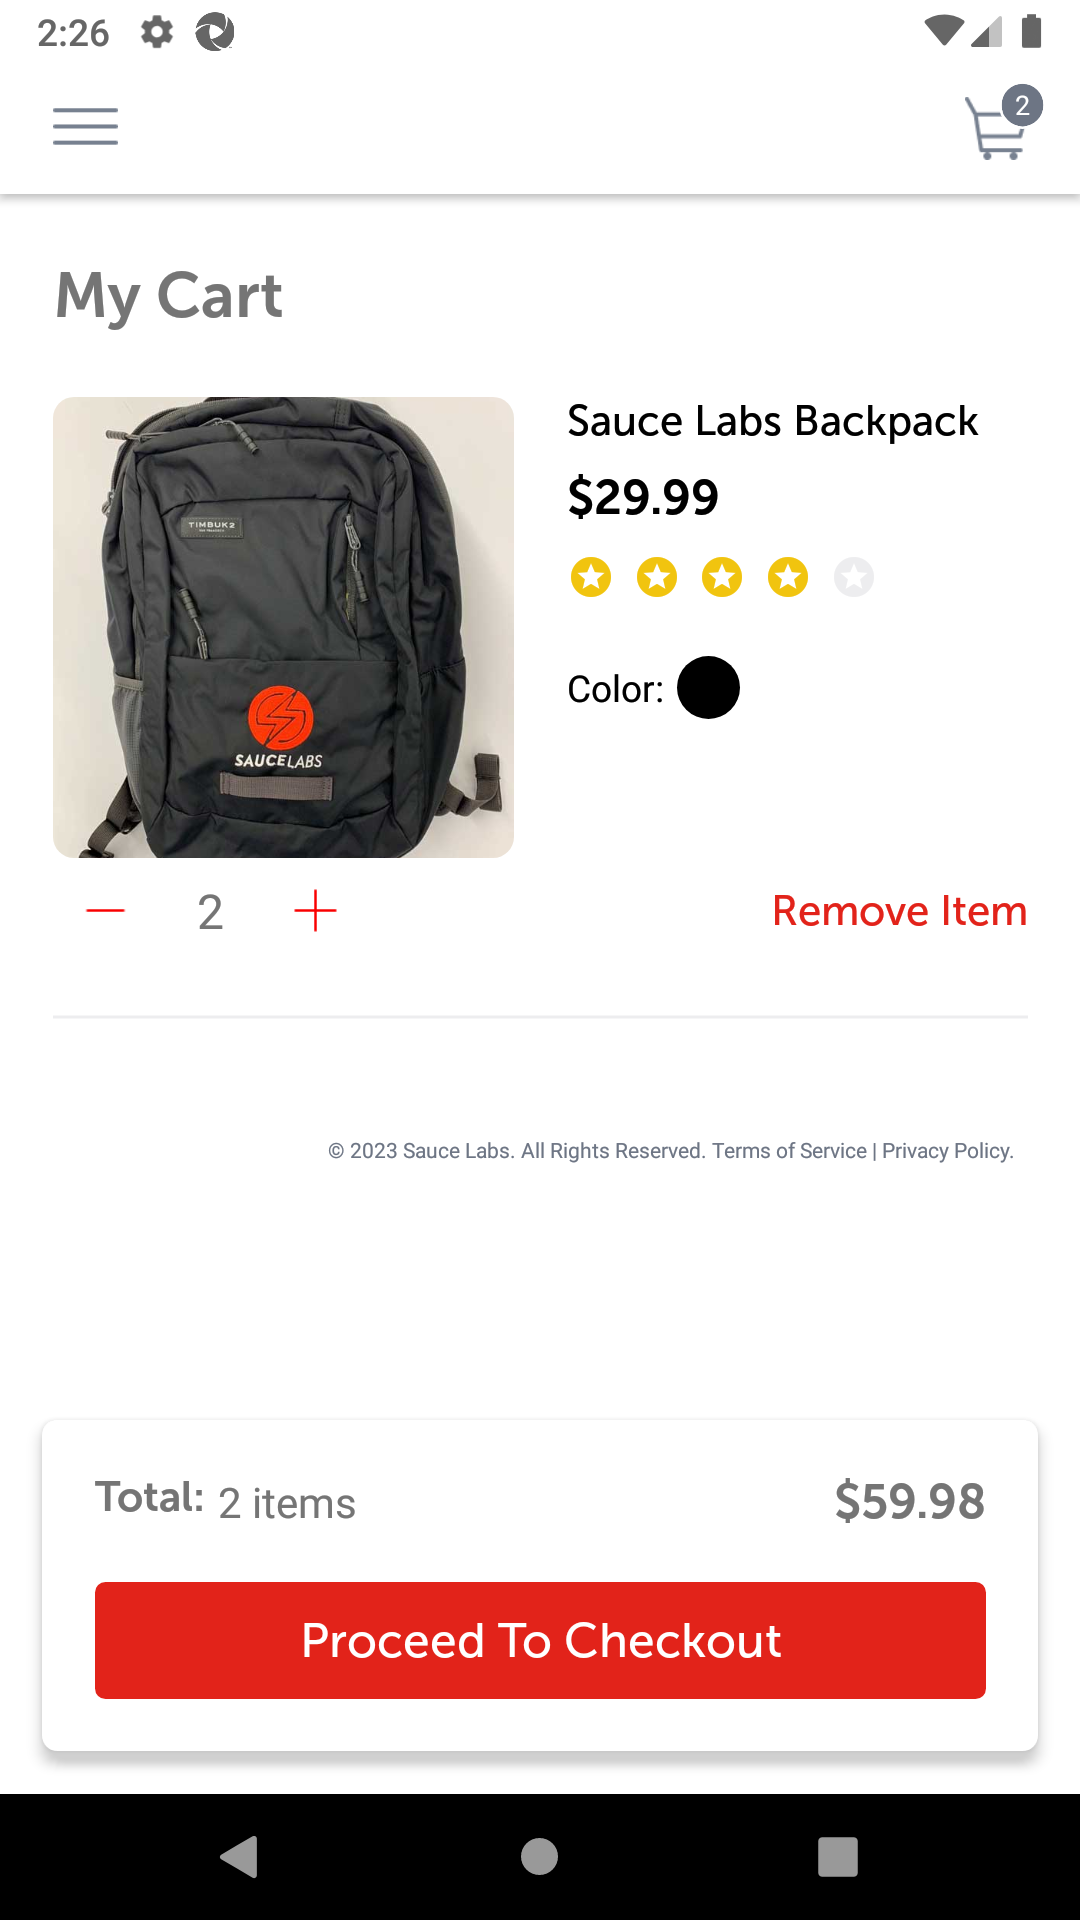 2:26
2
My Cart
TIMBUK2
SAUCELABS
Sauce Labs Backpack
$29.99
Color:
2
Remove Item
© 2023 Sauce Labs. All Rights Reserved. Terms of Service | Privacy Policy.
Total: 2 items
$59.98
Proceed To Checkout